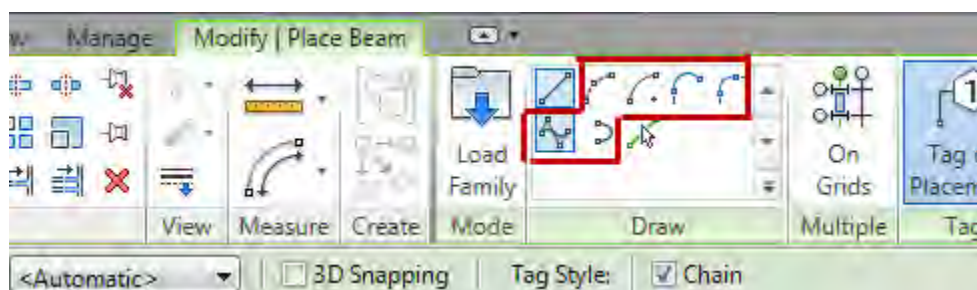 Manage Modify | Place Beam
Load Family
On Grids
Tag
View Measure Create Mode Draw Multiple
<Automatic> 3D Snapping Tag Style: Chain